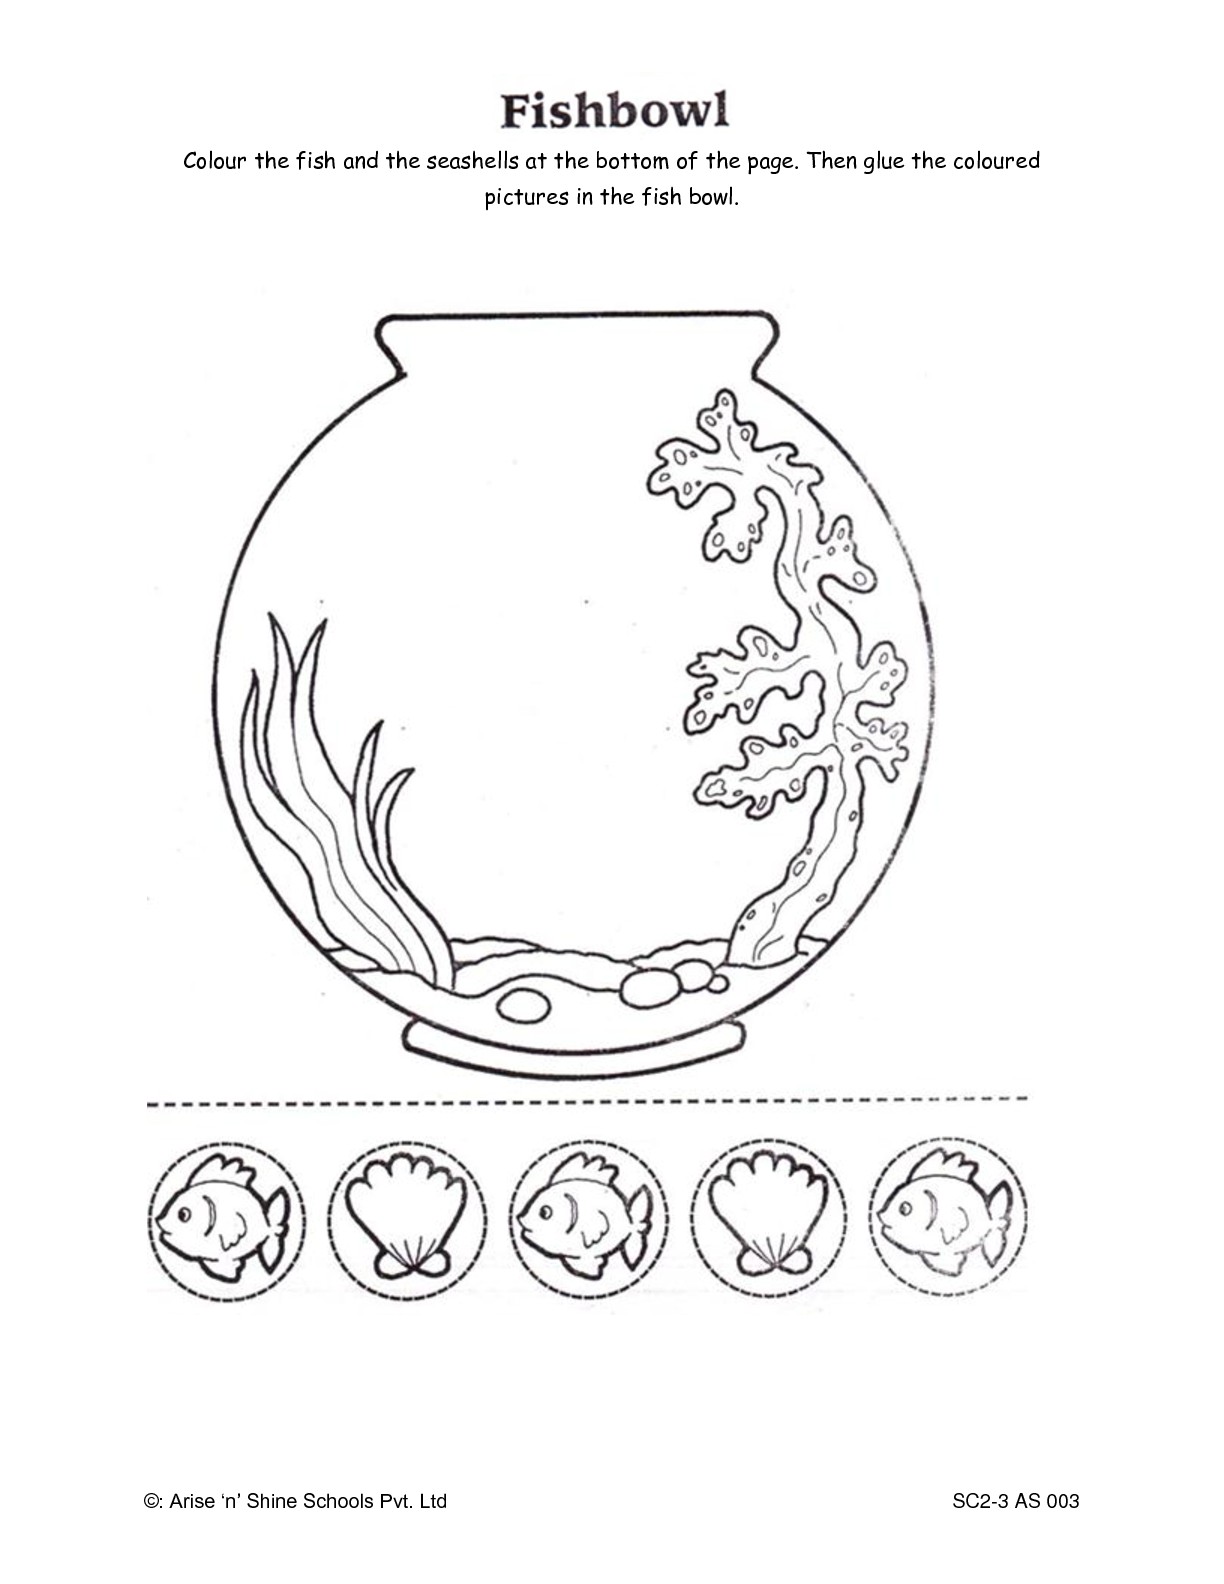 Fishbowl
Colour the fish and the seashells at the bottom of the page. Then glue the coloured
pictures in the fish bowl.
©: Arise ‘n’ Shine Schools Pvt. Ltd
SC2-3 AS 003